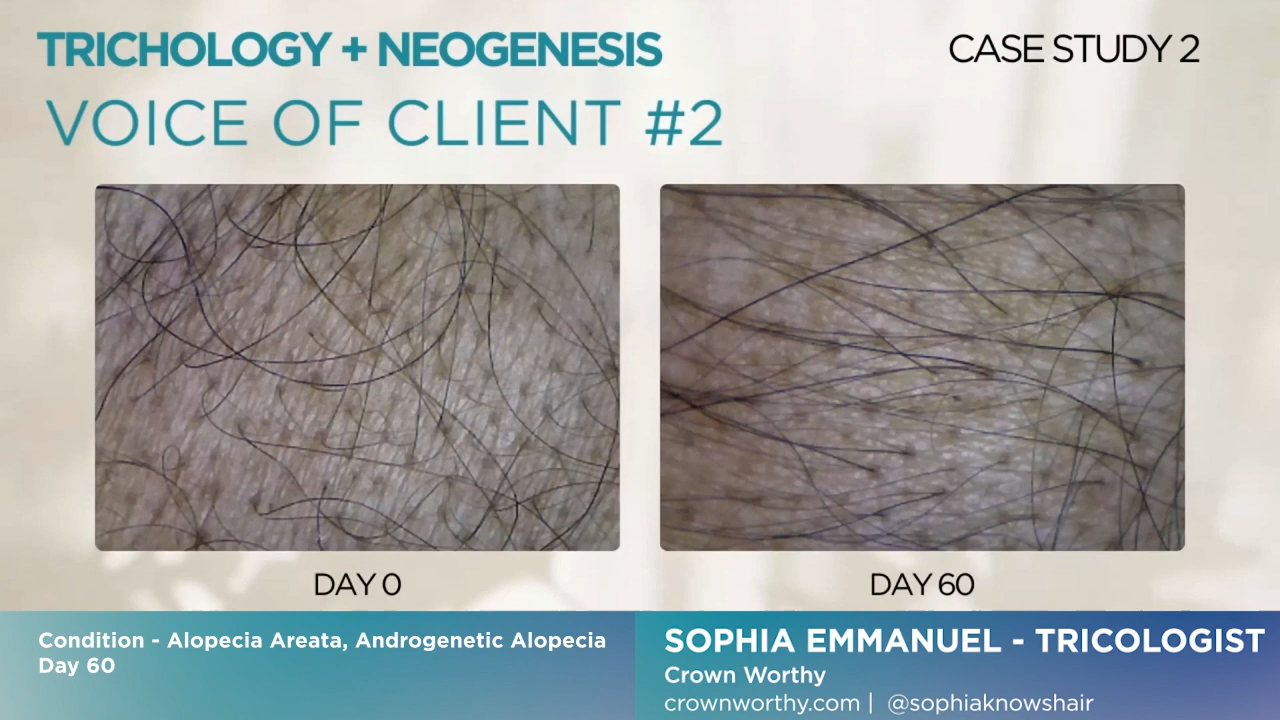 TRICHOLOGY + NEOGENESIS
CASE STUDY 2
VOICE OF CLIENT #2
DAY 0
DAY 60
Condition - Alopecia Areata, Androgenetic Alopecia
Day 60
SOPHIA EMMANUEL - TRICOLOGIST
Crown Worthy
crownworthy.com | @sophiaknowshair